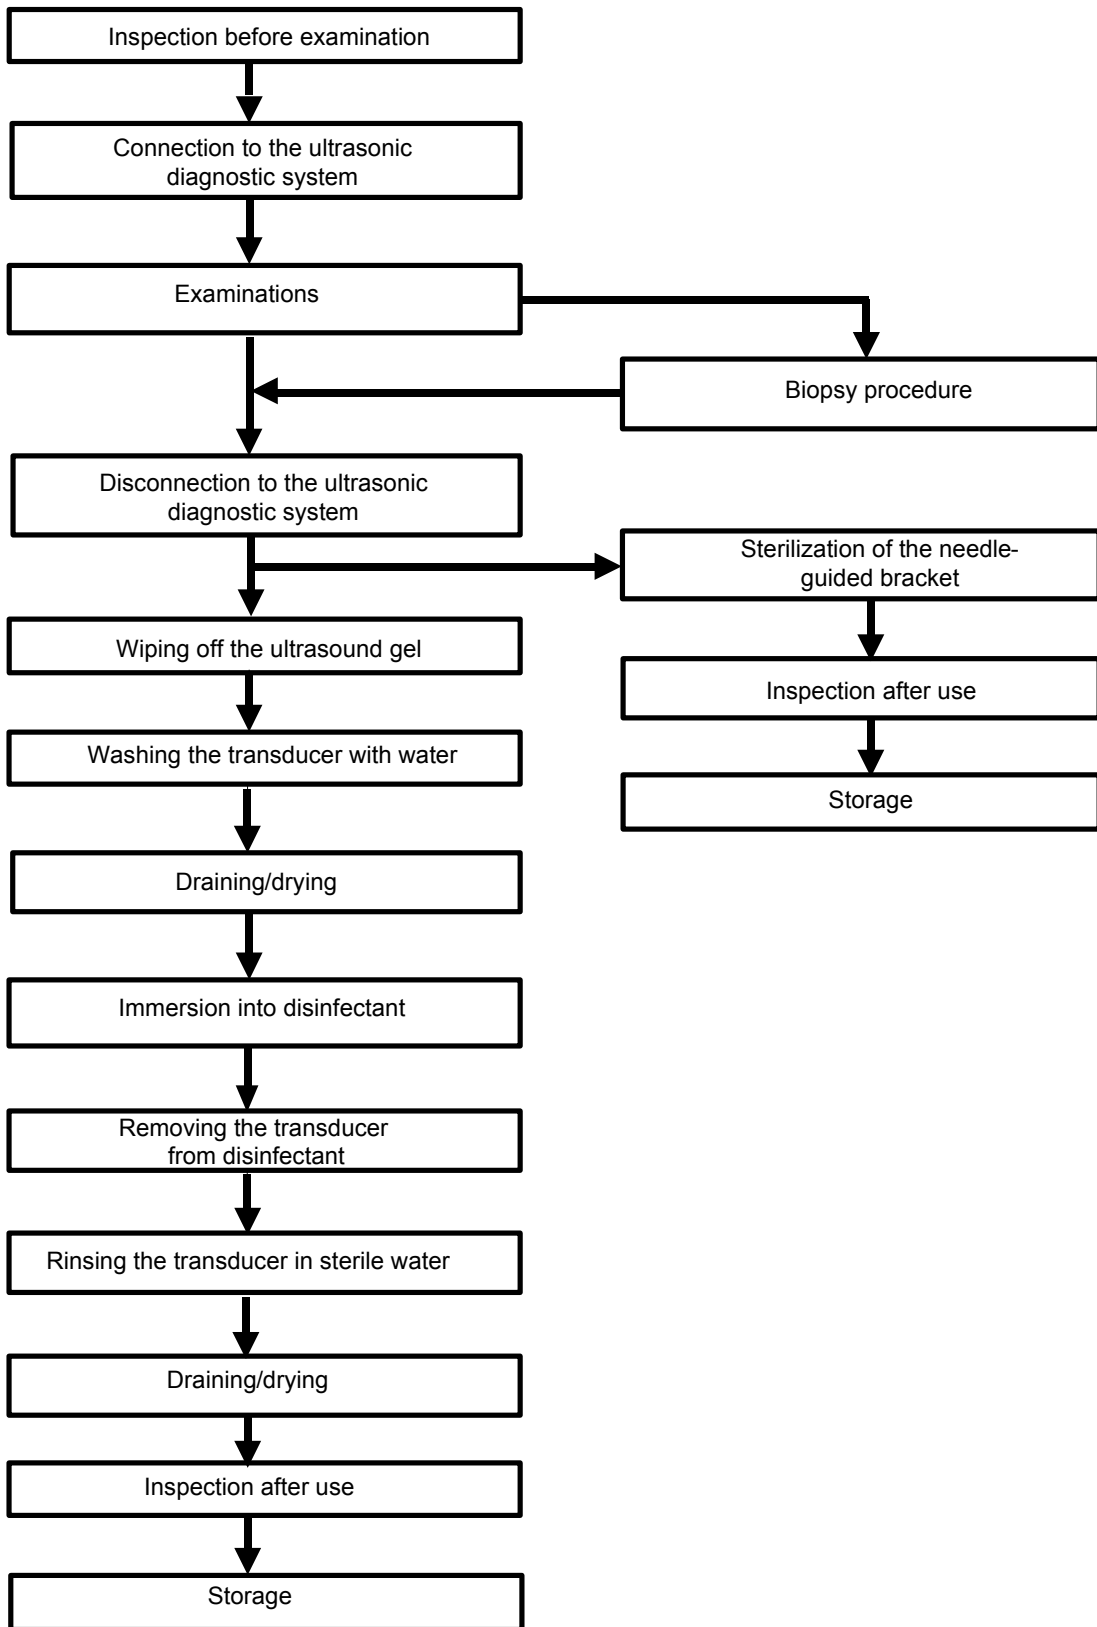 Inspection before examination
Connection to the ultrasonic
diagnostic system
Examinations
Biopsy procedure
Disconnection to the ultrasonic
diagnostic system
Sterilization of the needle-
guided bracket
Wiping off the ultrasound gel
Inspection after use
Washing the transducer with water
Storage
Draining/drying
Immersion into disinfectant
Removing the transducer
from disinfectant
Rinsing the transducer in sterile water
Draining/drying
Inspection after use
Storage